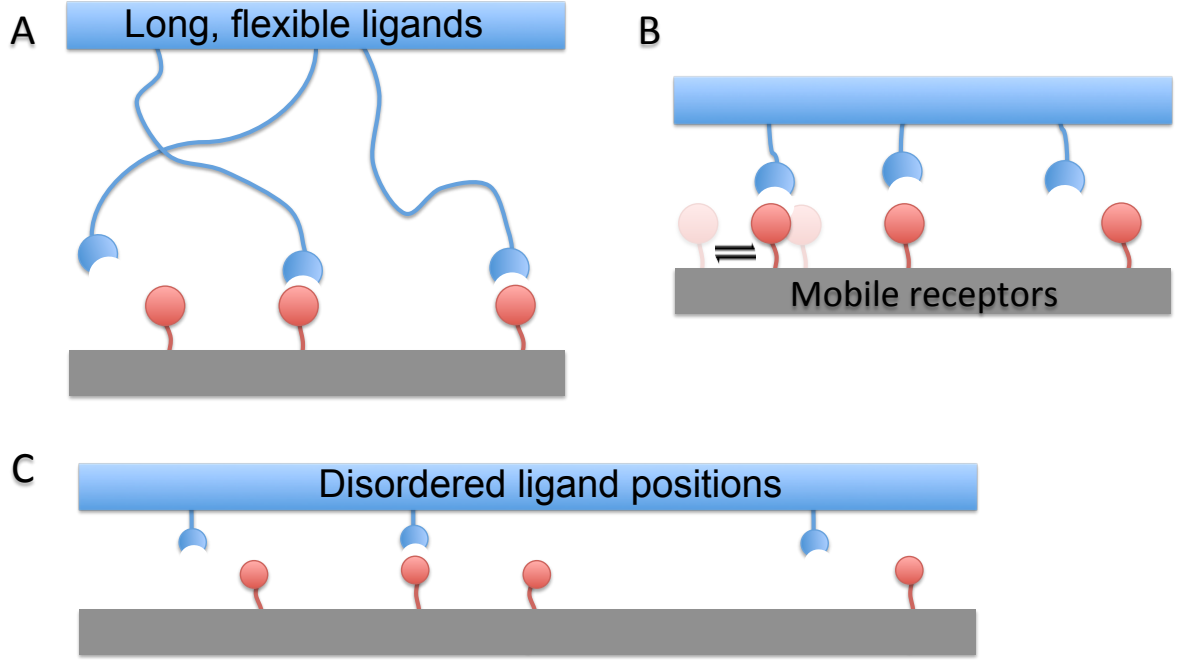 A
Long, flexible ligands
B
Mobile receptors
C
Disordered ligand positions